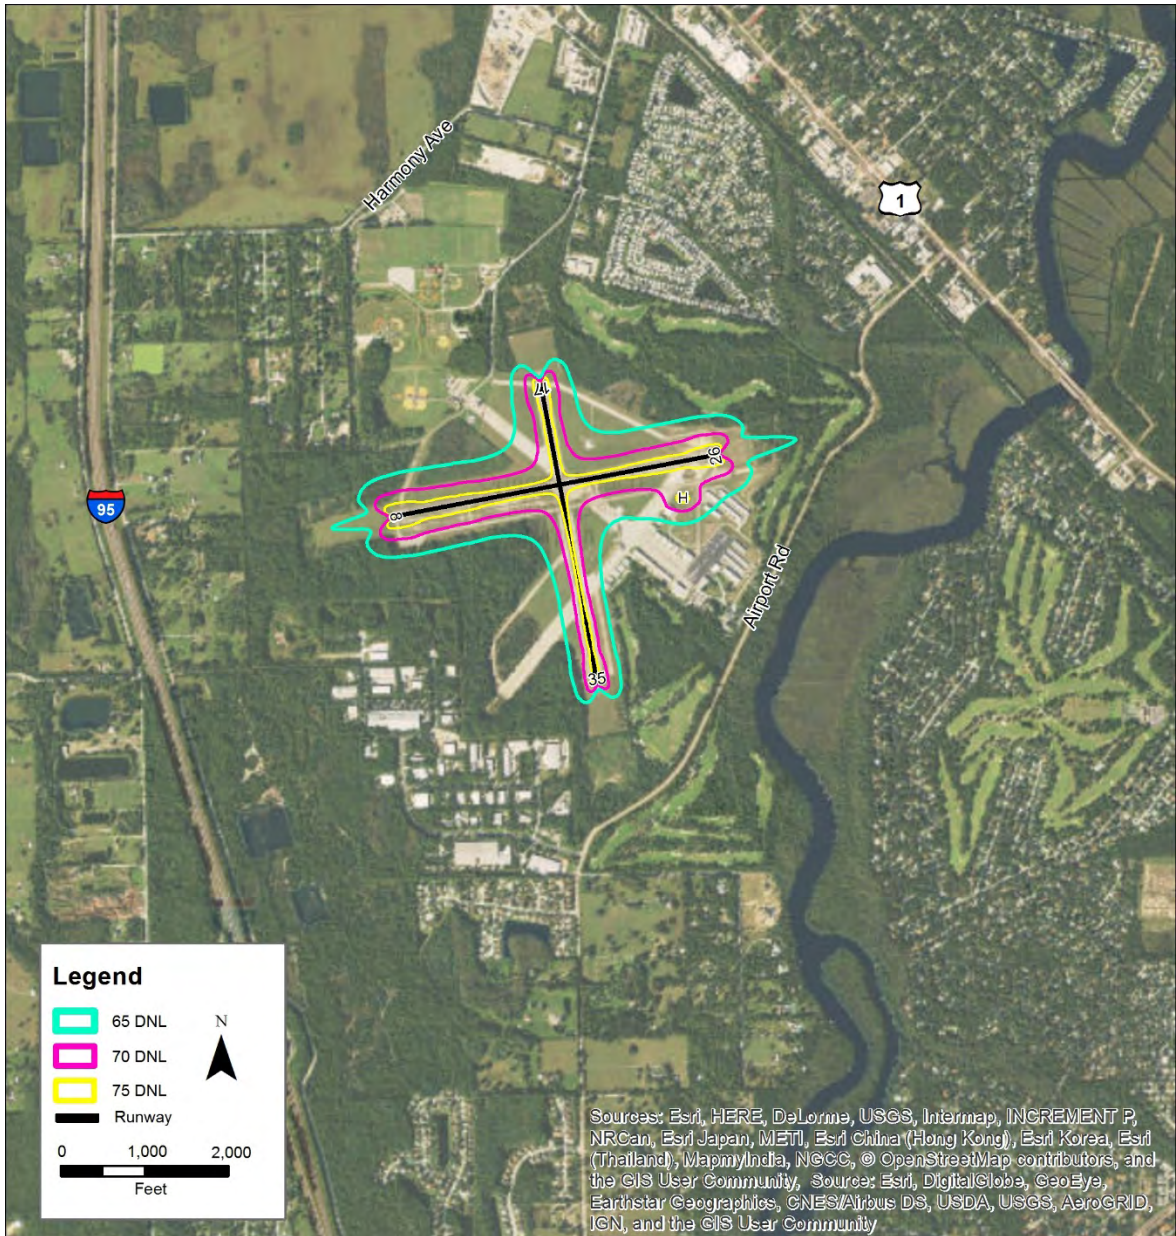 Harmony Ave
1
17
26
8
H
95
Airport Rd
35
Legend
65 DNL
70 DNL
75 DNL
Runway
N
0 1,000 2,000
Feet
Sources: Esri, HERE, DeLorme, USGS, Intermap, INCREMENT P,
NRCan, Esri Japan, METI, Esri China (Hong Kong), Esri Korea, Esri
(Thailand), MapmyIndia, NGCC, © OpenStreetMap contributors, and
the GIS User Community, Source: Esri, DigitalGlobe, GeoEye,
Earthstar Geographics, CNES/Airbus DS, USDA, USGS, AeroGRID,
IGN, and the GIS User Community